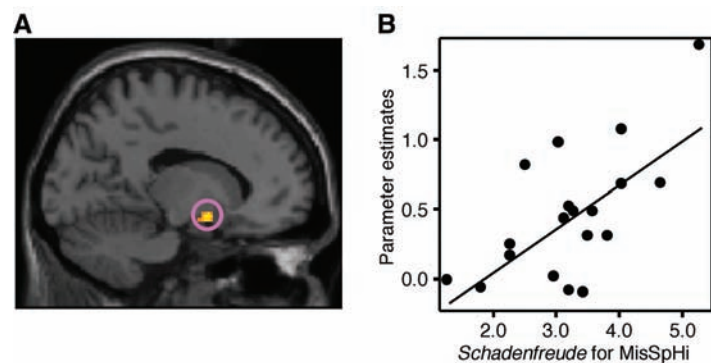 A
B
Parameter estimates
1.5
1.0
0.5
0.0
2.0 3.0 4.0 5.0
Schadenfreude for MisSpHi